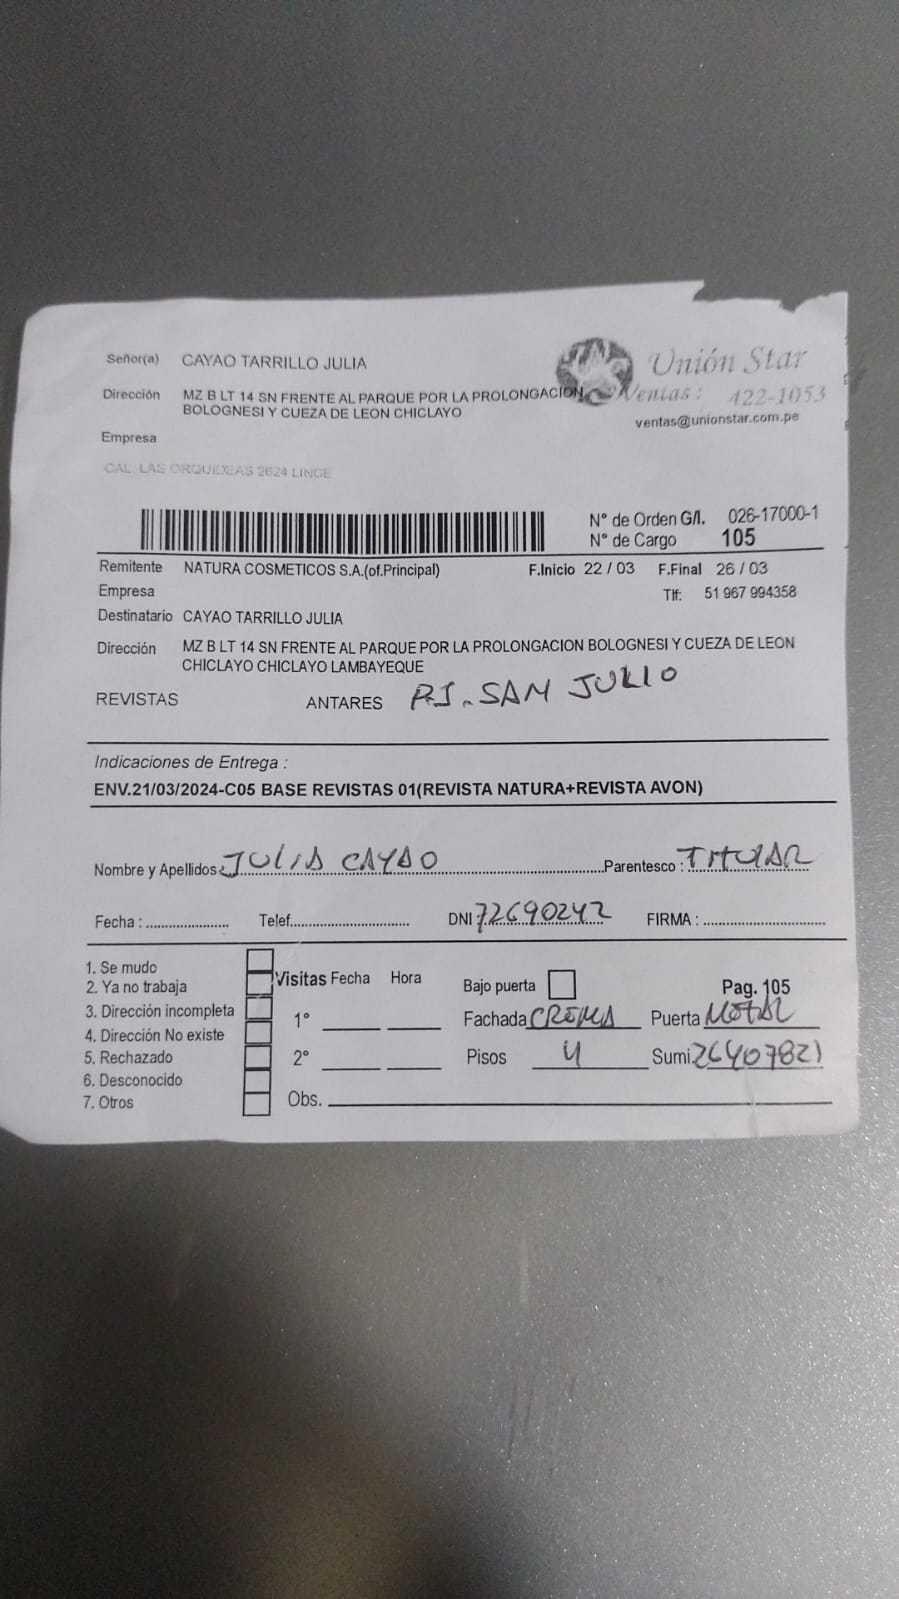 Señor(a) CAYAO TARRILLO JULIA
Unión Star
Dirección MZ B LT 14 SN FRENTE AL PARQUE POR LA PROLONGACION
BOLOGNESI Y CUEZA DE LEON CHICLAYO
Ventas : 422-1053
ventas@unionstar.com.pe
Empresa
CAL. LAS ORQUIDEAS 2624 LINCE
N° de Orden G/I. 026-17000-1
N° de Cargo 105
Remitente NATURA COSMETICOS S.A.(of.Principal) F.Inicio 22 / 03 F.Final 26 / 03
Empresa Tlf: 51 967 994358
Destinatario CAYAO TARRILLO JULIA
Dirección MZ B LT 14 SN FRENTE AL PARQUE POR LA PROLONGACION BOLOGNESI Y CUEZA DE LEON
CHICLAYO CHICLAYO LAMBAYEQUE
REVISTAS ANTARES PJ. SAN JULIO
Indicaciones de Entrega :
ENV.21/03/2024-C05 BASE REVISTAS 01(REVISTA NATURA+REVISTA AVON)
Nombre y Apellidos: JULIA CAYAO Parentesco : TITULAR
Fecha : Telef. DNI 72690242 FIRMA :
1. Se mudo
2. Ya no trabaja
3. Dirección incompleta
4. Dirección No existe
5. Rechazado
6. Desconocido
7. Otros
Visitas Fecha Hora
1°
2°
Obs.
Bajo puerta Pag. 105
Fachada CREMA Puerta METAL
Pisos 4 Sumi 26407821